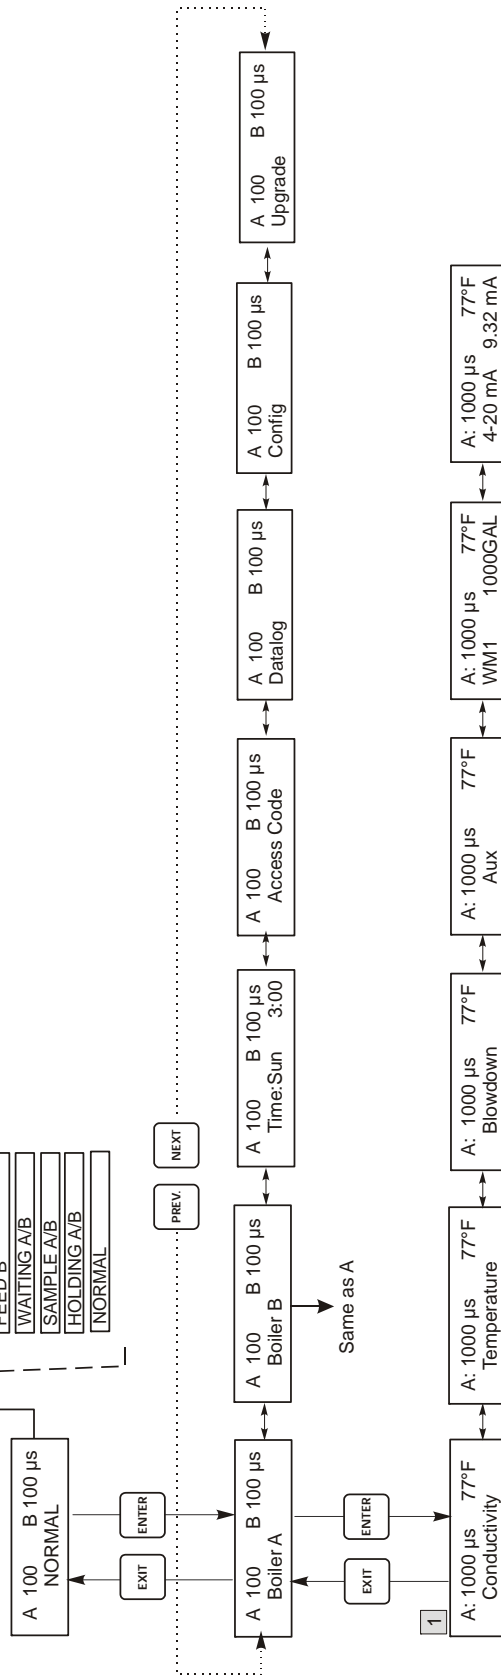 FEED B
WAITING A/B
SAMPLE A/B
HOLDING A/B
NORMAL
A 100 B 100 µs
NORMAL
EXIT
ENTER
PREV.
NEXT
A 100 B 100 µs
Boiler A
A 100 B 100 µs
Boiler B
Same as A
A 100 B 100 µs
Time:Sun 3:00
A 100 B 100 µs
Access Code
A 100 B 100 µs
Datalog
A 100 B 100 µs
Config
A 100 B 100 µs
Upgrade
EXIT
ENTER
1
A: 1000 µs 77°F
Conductivity
A: 1000 µs 77°F
Temperature
A: 1000 µs 77°F
Blowdown
A: 1000 µs 77°F
Aux
A: 1000 µs 77°F
WM1 1000GAL
A: 1000 µs 77°F
4-20 mA 9.32 mA